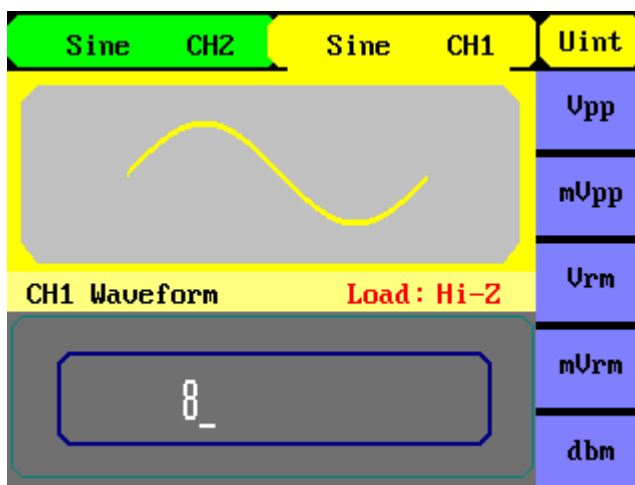 Sine CH2 Sine CH1 Uint
Vpp
mVpp
Vrm
CH1 Waveform Load: Hi-Z
mVrm
8_
dbm